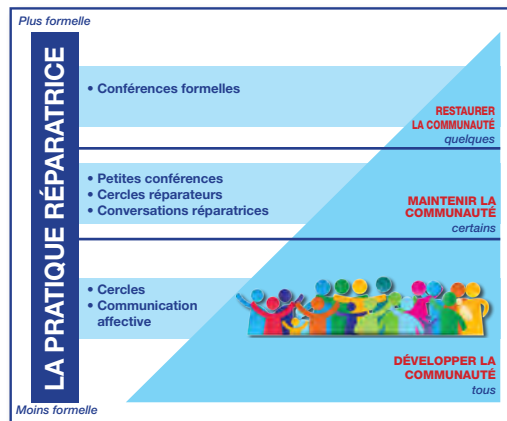 Plus formelle
LA PRATIQUE RÉPARATRICE
• Conférences formelles
RESTAURER
LA COMMUNAUTÉ
quelques
• Petites conférences
• Cercles réparateurs
• Conversations réparatrices
MAINTENIR LA
COMMUNAUTÉ
certains
• Cercles
• Communication
affective
DÉVELOPPER LA
COMMUNAUTÉ
tous
Moins formelle